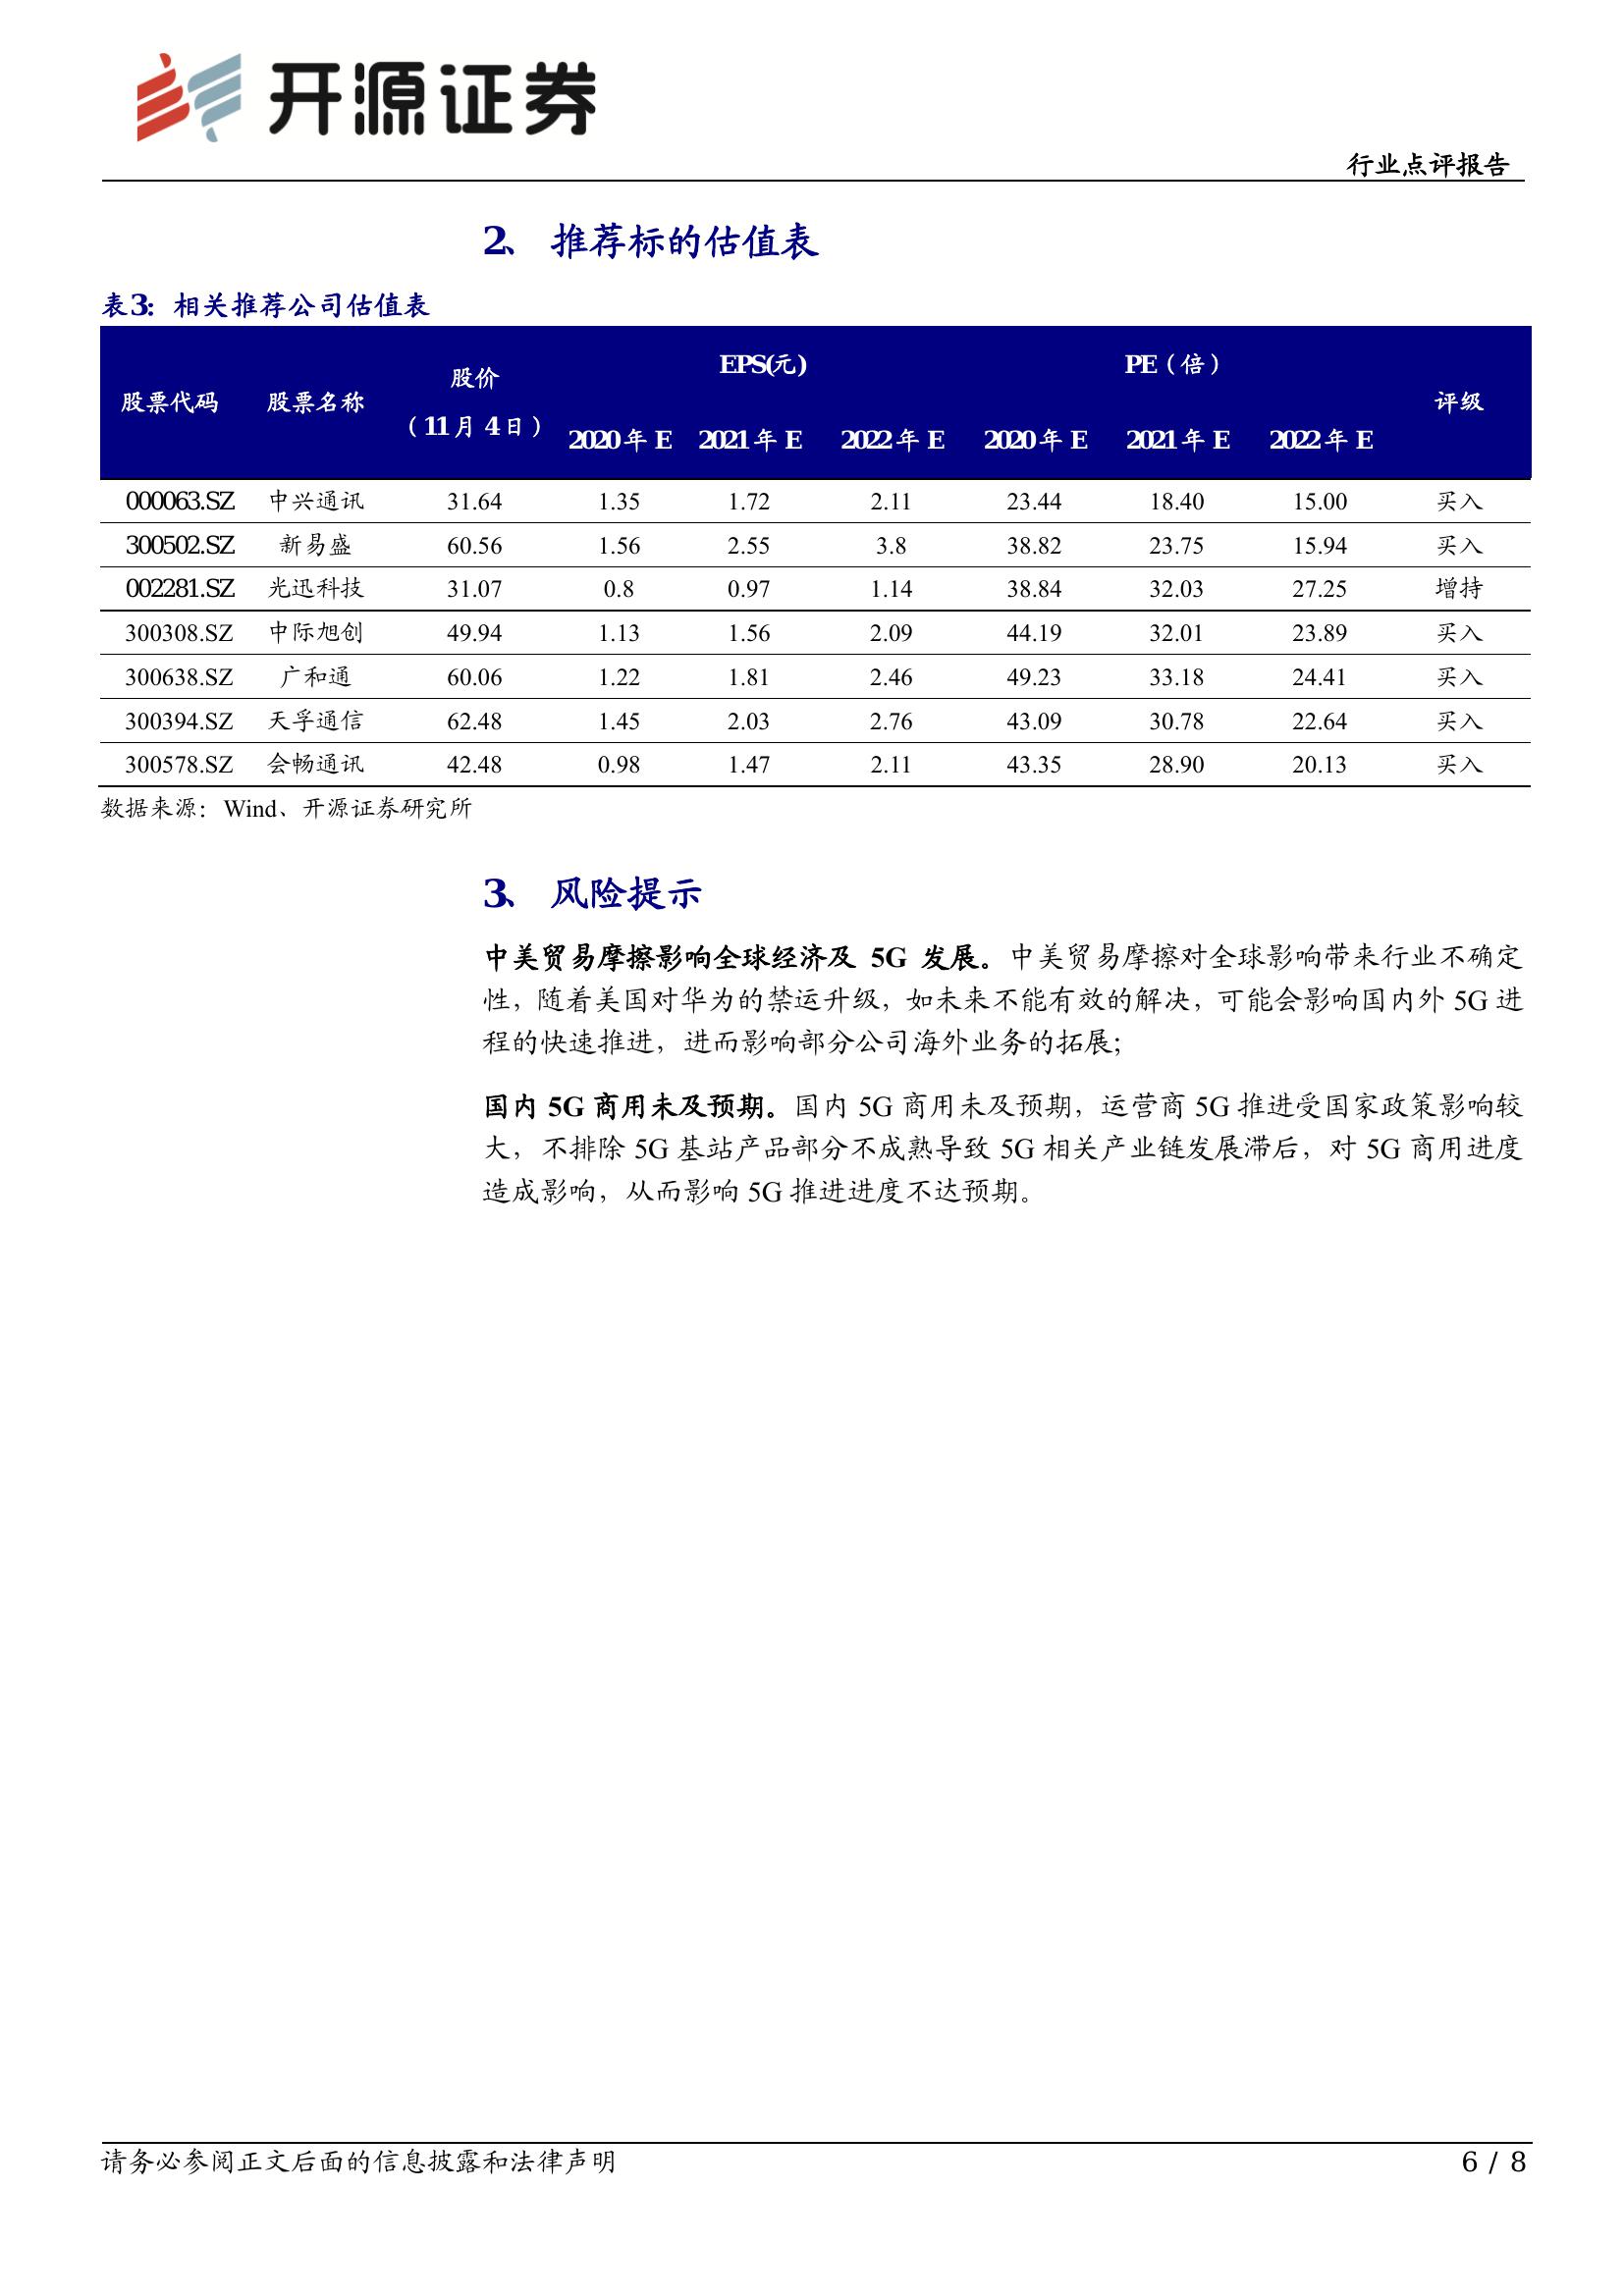 开源证券
行业点评报告
2、 推荐标的估值表
表3: 相关推荐公司估值表
股票代码 股票名称 股价 EPS(元) PE（倍） 评级
（11月4日） 2020年E 2021年E 2022年E 2020年E 2021年E 2022年E
000063.SZ 中兴通讯 31.64 1.35 1.72 2.11 23.44 18.40 15.00 买入
300502.SZ 新易盛 60.56 1.56 2.55 3.8 38.82 23.75 15.94 买入
002281.SZ 光迅科技 31.07 0.8 0.97 1.14 38.84 32.03 27.25 增持
300308.SZ 中际旭创 49.94 1.13 1.56 2.09 44.19 32.01 23.89 买入
300638.SZ 广和通 60.06 1.22 1.81 2.46 49.23 33.18 24.41 买入
300394.SZ 天孚通信 62.48 1.45 2.03 2.76 43.09 30.78 22.64 买入
300578.SZ 会畅通讯 42.48 0.98 1.47 2.11 43.35 28.90 20.13 买入
数据来源：Wind、开源证券研究所
3、 风险提示
中美贸易摩擦影响全球经济及 5G 发展。中美贸易摩擦对全球影响带来行业不确定
性，随着美国对华为的禁运升级，如未来不能有效的解决，可能会影响国内外 5G 进
程的快速推进，进而影响部分公司海外业务的拓展；
国内 5G 商用未及预期。国内 5G 商用未及预期，运营商 5G 推进受国家政策影响较
大，不排除 5G 基站产品部分不成熟导致 5G 相关产业链发展滞后，对 5G 商用进度
造成影响，从而影响 5G 推进进度不达预期。
请务必参阅正文后面的信息披露和法律声明 6 / 8